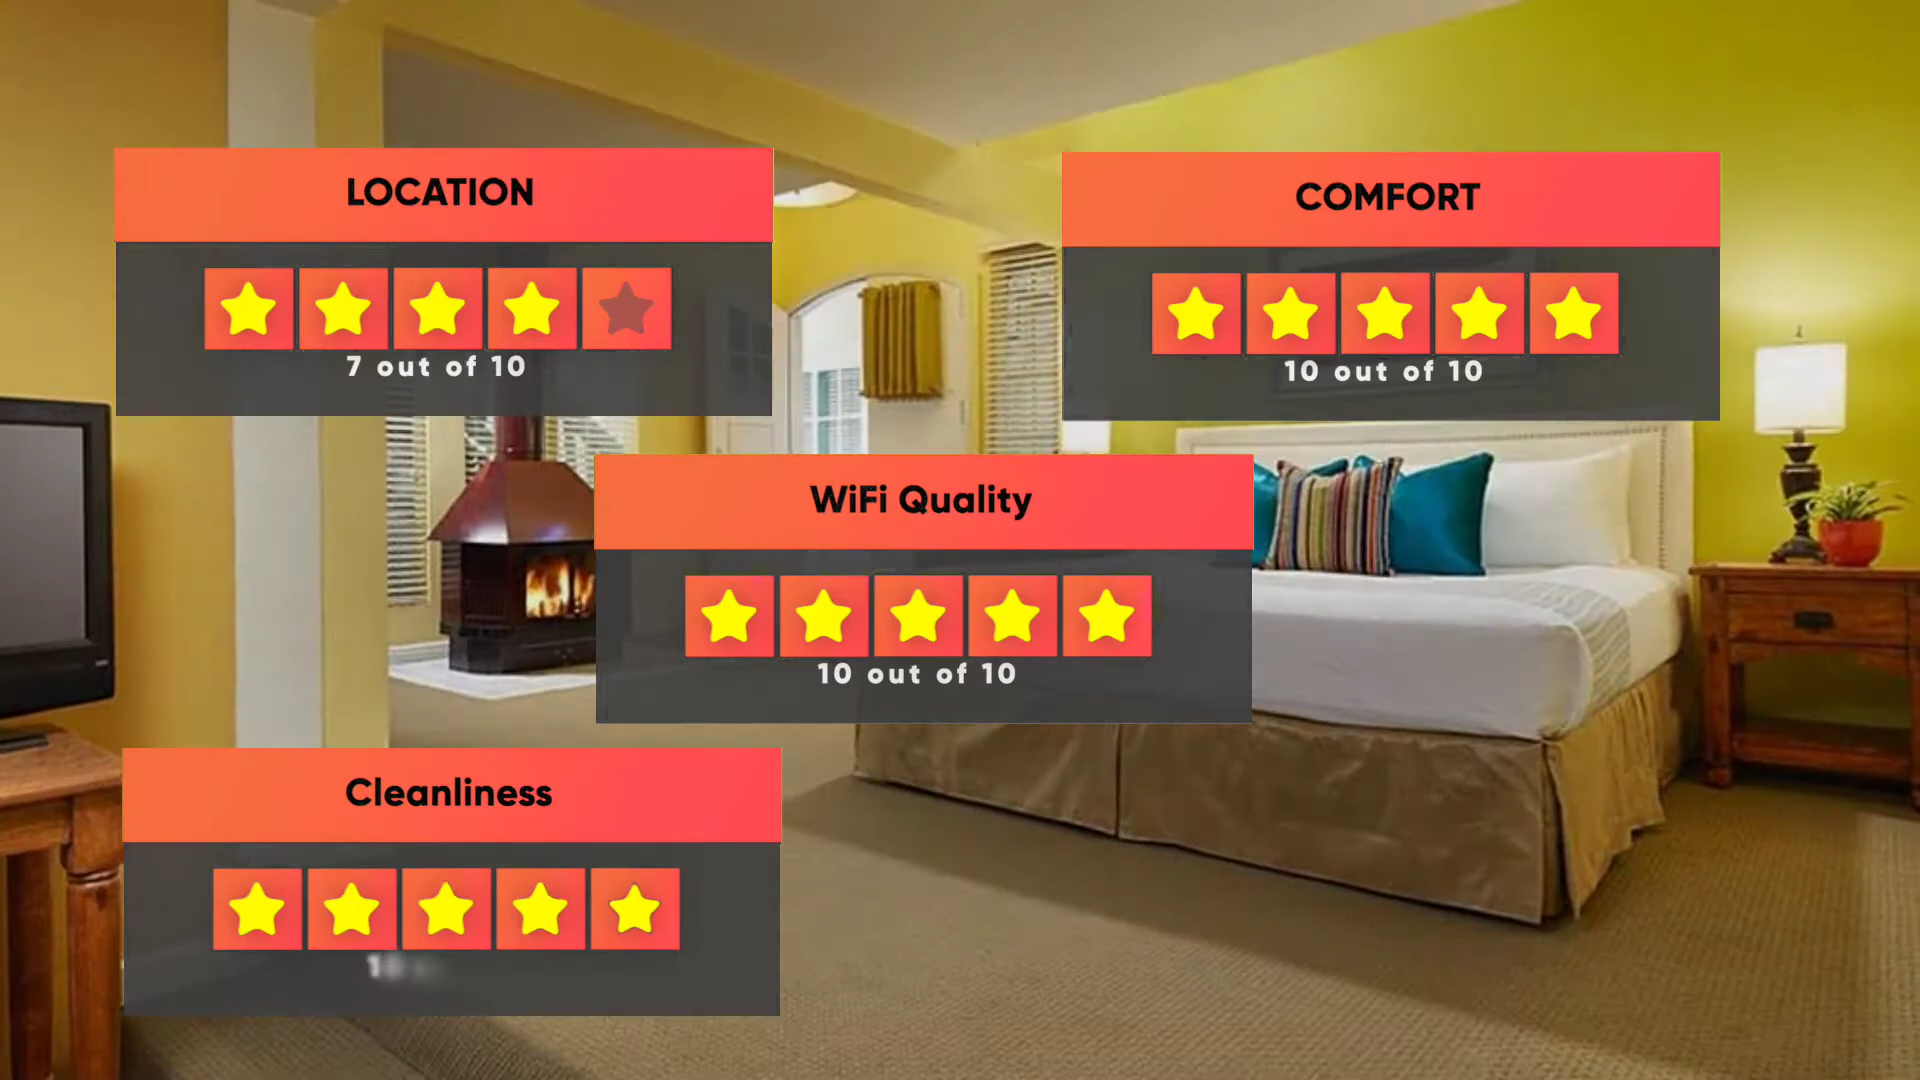 LOCATION
7 out of 10
COMFORT
10 out of 10
WiFi Quality
10 out of 10
Cleanliness